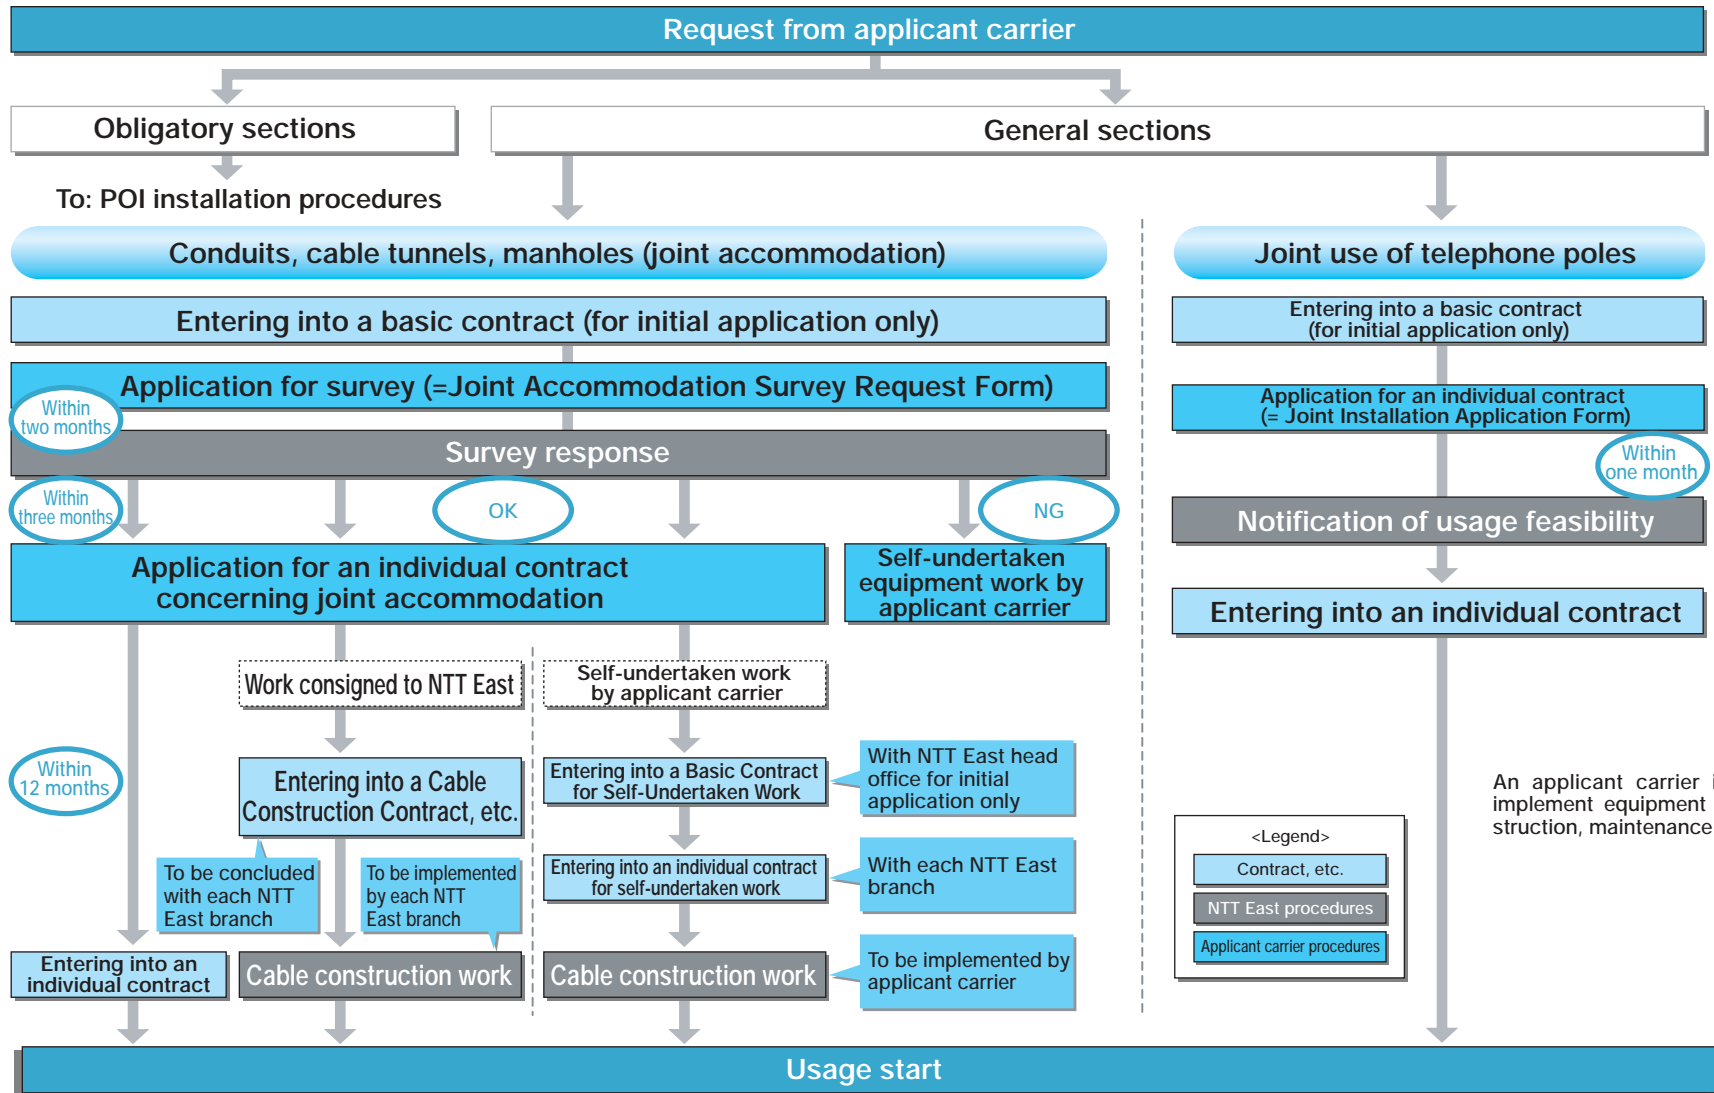 Request from applicant carrier
Obligatory sections
General sections
To: POI installation procedures
Conduits, cable tunnels, manholes (joint accommodation)
Joint use of telephone poles
Entering into a basic contract (for initial application only)
Entering into a basic contract
(for initial application only)
Application for survey (=Joint Accommodation Survey Request Form)
Application for an individual contract
(= Joint Installation Application Form)
Within
two months
Survey response
Within
one month
Within
three months
OK
NG
Notification of usage feasibility
Application for an individual contract
concerning joint accommodation
Self-undertaken
equipment work by
applicant carrier
Entering into an individual contract
Work consigned to NTT East
Self-undertaken work
by applicant carrier
Within
12 months
Entering into a Cable
Construction Contract, etc.
Entering into a Basic Contract
for Self-Undertaken Work
With NTT East head
office for initial
application only
An applicant carrier i
implement equipment
struction, maintenance
To be concluded
with each NTT
East branch
To be implemented
by each NTT
East branch
Entering into an individual contract
for self-undertaken work
With each NTT East
branch
<Legend>
Contract, etc.
NTT East procedures
Applicant carrier procedures
Entering into an
individual contract
Cable construction work
Cable construction work
To be implemented by
applicant carrier
Usage start